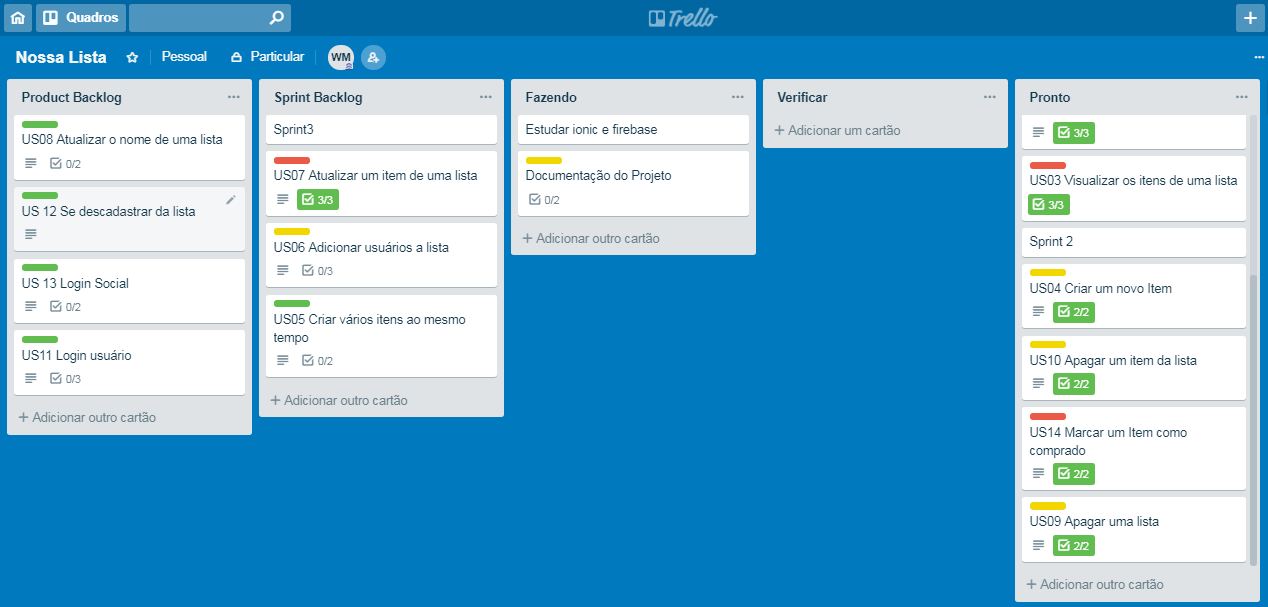 Quadros
Trello
Nossa Lista
Pessoal
Particular
WM
Product Backlog
US08 Atualizar o nome de uma lista
0/2
US 12 Se descadastrar da lista
US 13 Login Social
0/2
US11 Login usuário
0/3
+ Adicionar outro cartão
Sprint Backlog
Sprint3
US07 Atualizar um item de uma lista
3/3
US06 Adicionar usuários a lista
0/3
US05 Criar vários itens ao mesmo
tempo
0/2
+ Adicionar outro cartão
Fazendo
Estudar ionic e firebase
Documentação do Projeto
0/2
+ Adicionar outro cartão
Verificar
+ Adicionar um cartão
Pronto
3/3
US03 Visualizar os itens de uma lista
3/3
Sprint 2
US04 Criar um novo Item
2/2
US10 Apagar um item da lista
2/2
US14 Marcar um Item como
comprado
2/2
US09 Apagar uma lista
2/2
+ Adicionar outro cartão